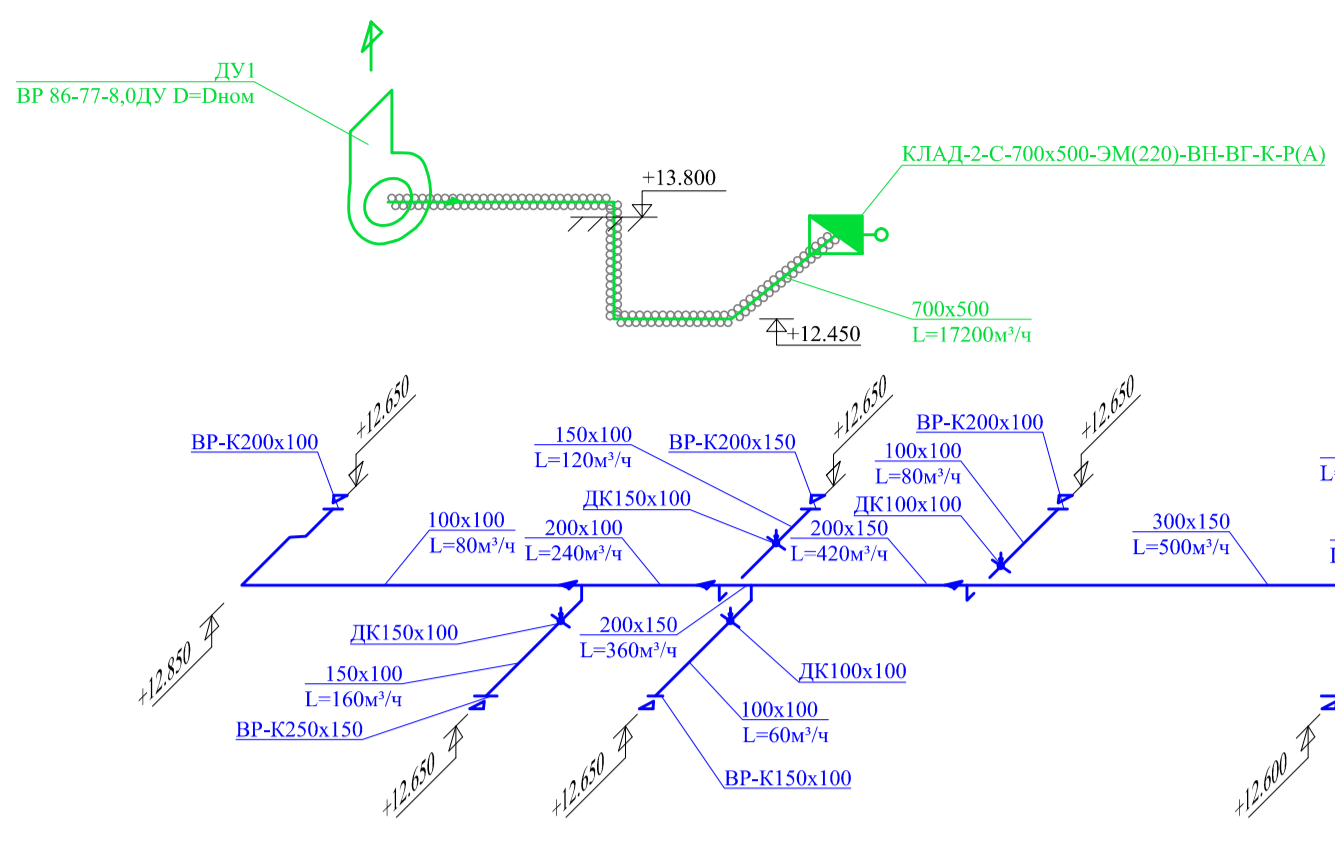 ДУ1
ВР 86-77-8,0ДУ D=Dном
КЛАД-2-С-700х500-ЭМ(220)-ВН-ВГ-К-Р(А)
+13.800
700х500
L=17200м³/ч
+12.450
+12.650
+12.650
+12.650
ВР-К200х100
150х100
L=120м³/ч
ВР-К200х150
ВР-К200х100
100х100
L=80м³/ч
L=
ДК150х100
ДК100х100
100х100
L=80м³/ч
200х100
L=240м³/ч
200х150
L=420м³/ч
300х150
L=500м³/ч
ДК150х100
200х150
L=360м³/ч
ДК100х100
+12.850
150х100
L=160м³/ч
ВР-К250х150
100х100
L=60м³/ч
ВР-К150х100
+12.650
+12.650
+12.600